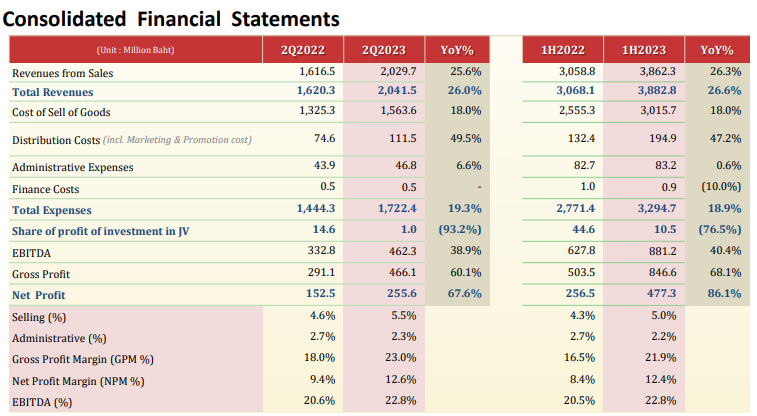 Consolidated Financial Statements
(Unit : Million Baht) 2Q2022 2Q2023 YoY% 1H2022 1H2023 YoY%
Revenues from Sales 1,616.5 2,029.7 25.6% 3,058.8 3,862.3 26.3%
Total Revenues 1,620.3 2,041.5 26.0% 3,068.1 3,882.8 26.6%
Cost of Sell of Goods 1,325.3 1,563.6 18.0% 2,555.3 3,015.7 18.0%
Distribution Costs (incl. Marketing & Promotion cost) 74.6 111.5 49.5% 132.4 194.9 47.2%
Administrative Expenses 43.9 46.8 6.6% 82.7 83.2 0.6%
Finance Costs 0.5 0.5 - 1.0 0.9 (10.0%)
Total Expenses 1,444.3 1,722.4 19.3% 2,771.4 3,294.7 18.9%
Share of profit of investment in JV 14.6 1.0 (93.2%) 44.6 10.5 (76.5%)
EBITDA 332.8 462.3 38.9% 627.8 881.2 40.4%
Gross Profit 291.1 466.1 60.1% 503.5 846.6 68.1%
Net Profit 152.5 255.6 67.6% 256.5 477.3 86.1%
Selling (%) 4.6% 5.5% 4.3% 5.0%
Administrative (%) 2.7% 2.3% 2.7% 2.2%
Gross Profit Margin (GPM %) 18.0% 23.0% 16.5% 21.9%
Net Profit Margin (NPM %) 9.4% 12.6% 8.4% 12.4%
EBITDA (%) 20.6% 22.8% 20.5% 22.8%